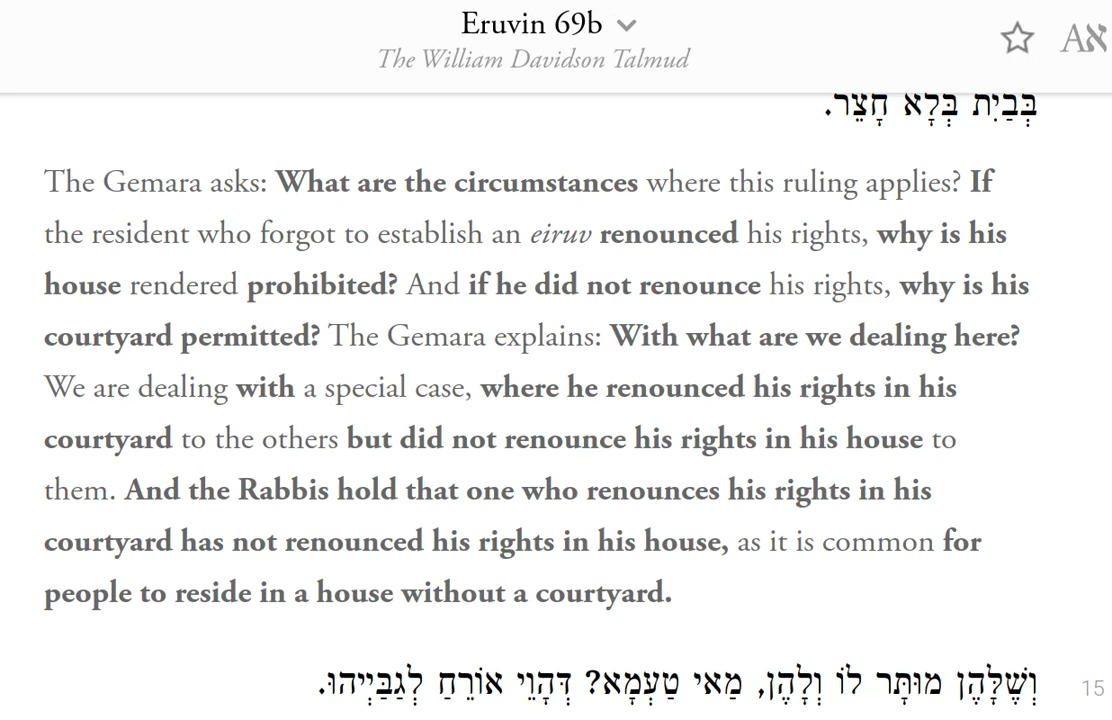 Eruvin 69b
The William Davidson Talmud
Aא
בְּבַיִת בְּלָא חָצֵר.
The Gemara asks: What are the circumstances where this ruling applies? If
the resident who forgot to establish an eiruv renounced his rights, why is his
house rendered prohibited? And if he did not renounce his rights, why is his
courtyard permitted? The Gemara explains: With what are we dealing here?
We are dealing with a special case, where he renounced his rights in his
courtyard to the others but did not renounce his rights in his house to
them. And the Rabbis hold that one who renounces his rights in his
courtyard has not renounced his rights in his house, as it is common for
people to reside in a house without a courtyard.
וְשֶׁלָּהֶן מוּתָּר לוֹ וְלָהֶן, מַאי טַעְמָא? דְּהָוֵי אוֹרֵחַ לְגַבַּיְיהוּ.
15